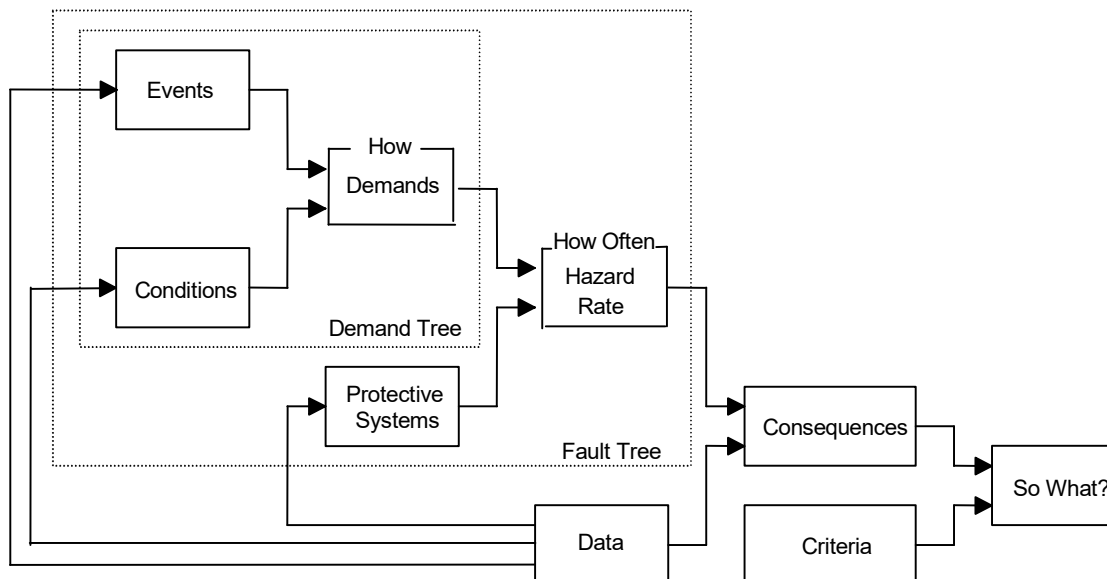 Events
How
Demands
Conditions
How Often
Hazard
Rate
Demand Tree
Protective
Systems
Fault Tree
Consequences
So What?
Data
Criteria